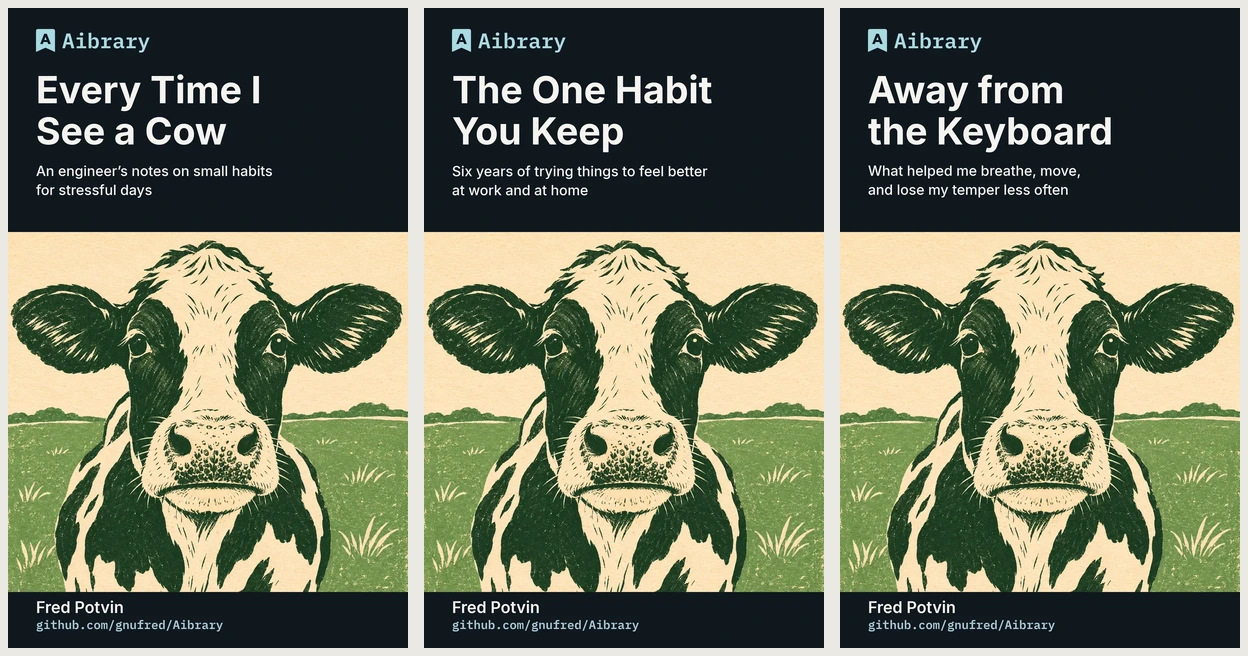 Aibrary
Every Time I
See a Cow
An engineer’s notes on small habits
for stressful days
Fred Potvin
github.com/gnufred/Aibrary
Aibrary
The One Habit
You Keep
Six years of trying things to feel better
at work and at home
Fred Potvin
github.com/gnufred/Aibrary
Aibrary
Away from
the Keyboard
What helped me breathe, move,
and lose my temper less often
Fred Potvin
github.com/gnufred/Aibrary